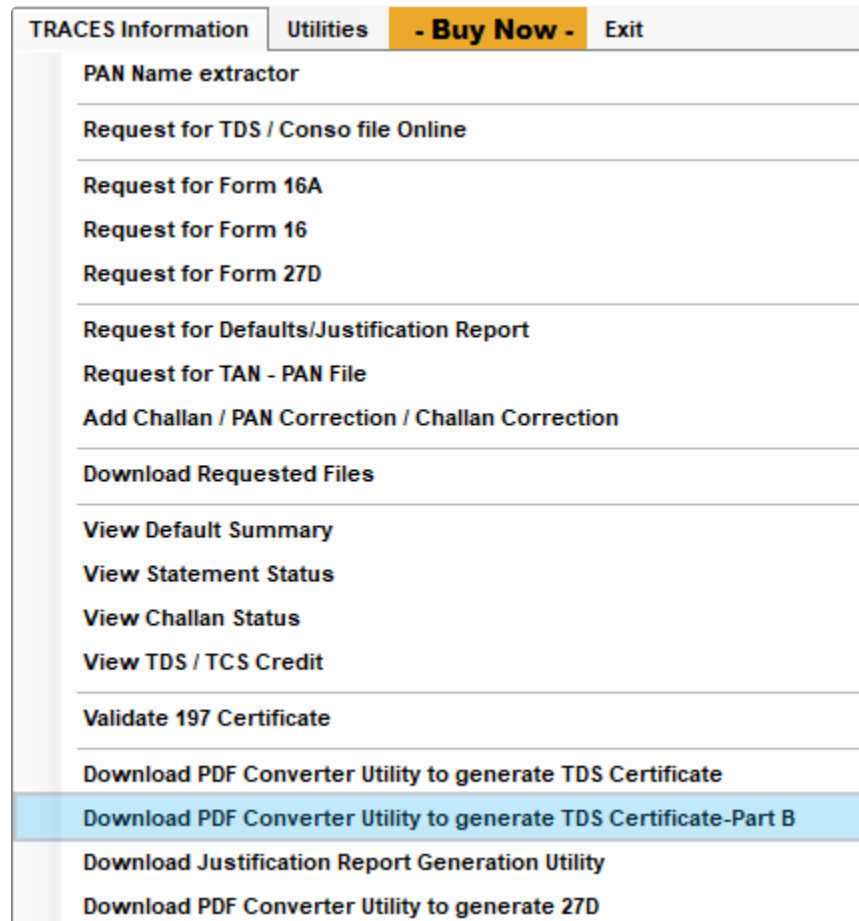 TRACES Information Utilities - Buy Now - Exit
PAN Name extractor
Request for TDS / Conso file Online
Request for Form 16A
Request for Form 16
Request for Form 27D
Request for Defaults/Justification Report
Request for TAN - PAN File
Add Challan / PAN Correction / Challan Correction
Download Requested Files
View Default Summary
View Statement Status
View Challan Status
View TDS / TCS Credit
Validate 197 Certificate
Download PDF Converter Utility to generate TDS Certificate
Download PDF Converter Utility to generate TDS Certificate-Part B
Download Justification Report Generation Utility
Download PDF Converter Utility to generate 27D